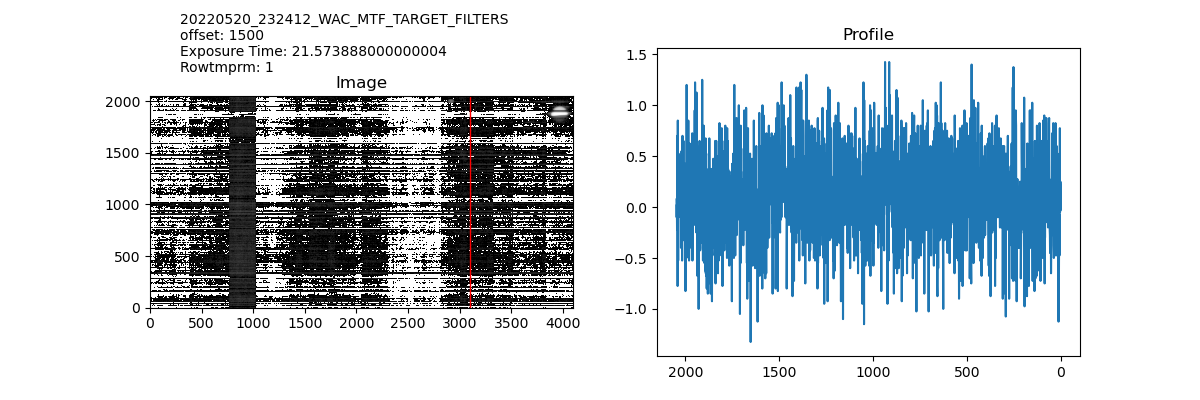 20220520_232412_WAC_MTF_TARGET_FILTERS
offset: 1500
Exposure Time: 21.573888000000004
Rowtmprm: 1
Image
2000
1500
1000
500
0
0 500 1000 1500 2000 2500 3000 3500 4000
Profile
1.5
1.0
0.5
0.0
−0.5
−1.0
2000 1500 1000 500 0